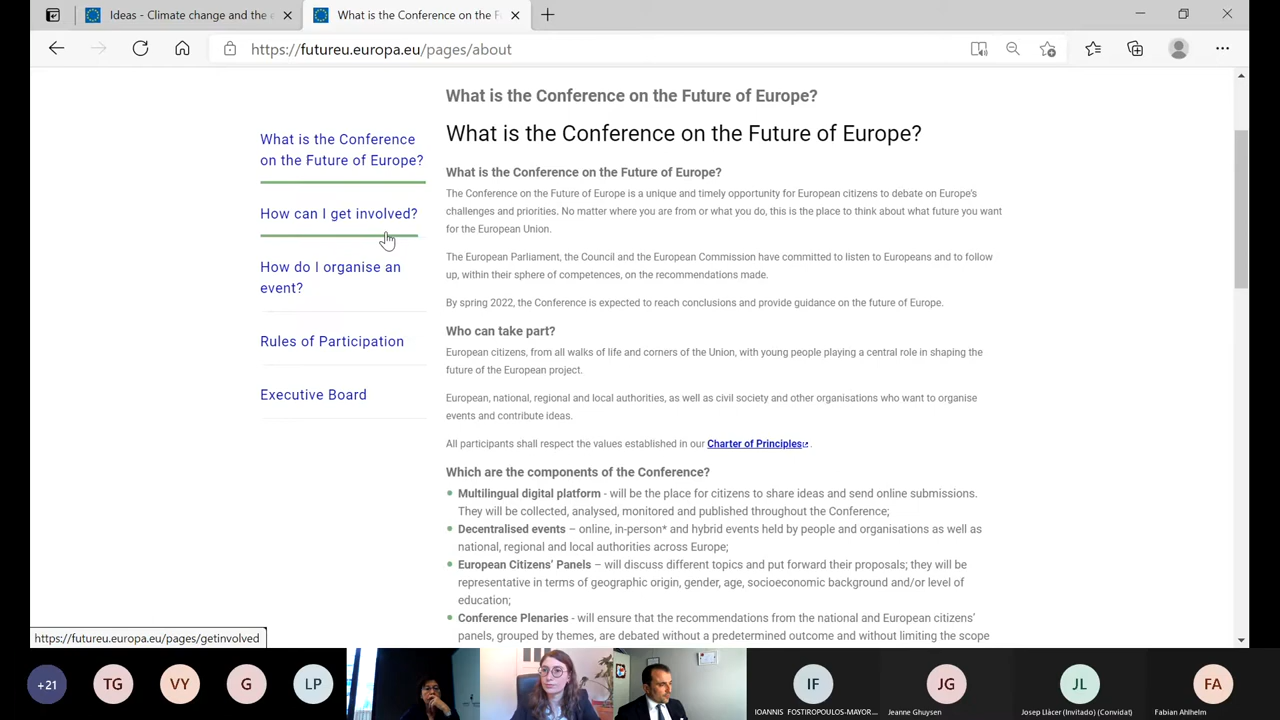 Ideas - Climate change and the e
What is the Conference on the F
https://futureu.europa.eu/pages/about
What is the Conference on the Future of Europe?
What is the Conference
on the Future of Europe?
How can I get involved?
How do I organise an
event?
Rules of Participation
Executive Board
What is the Conference on the Future of Europe?
What is the Conference on the Future of Europe?
The Conference on the Future of Europe is a unique and timely opportunity for European citizens to debate on Europe's
challenges and priorities. No matter where you are from or what you do, this is the place to think about what future you want
for the European Union.
The European Parliament, the Council and the European Commission have committed to listen to Europeans and to follow
up, within their sphere of competences, on the recommendations made.
By spring 2022, the Conference is expected to reach conclusions and provide guidance on the future of Europe.
Who can take part?
European citizens, from all walks of life and corners of the Union, with young people playing a central role in shaping the
future of the European project.
European, national, regional and local authorities, as well as civil society and other organisations who want to organise
events and contribute ideas.
All participants shall respect the values established in our Charter of Principles .
Which are the components of the Conference?
Multilingual digital platform - will be the place for citizens to share ideas and send online submissions.
They will be collected, analysed, monitored and published throughout the Conference;
Decentralised events – online, in-person* and hybrid events held by people and organisations as well as
national, regional and local authorities across Europe;
European Citizens' Panels – will discuss different topics and put forward their proposals; they will be
representative in terms of geographic origin, gender, age, socioeconomic background and/or level of
education;
Conference Plenaries - will ensure that the recommendations from the national and European citizens'
panels, grouped by themes, are debated without a predetermined outcome and without limiting the scope
https://futureu.europa.eu/pages/getinvolved
+21
TG
VY
G
LP
IF
JG
JL
FA
IOANNIS FOSTIROPOULOS-MAYOR...
Jeanne Ghuysen
Josep Llàcer (Invitado) (Convidat)
Fabian Ahlhelm